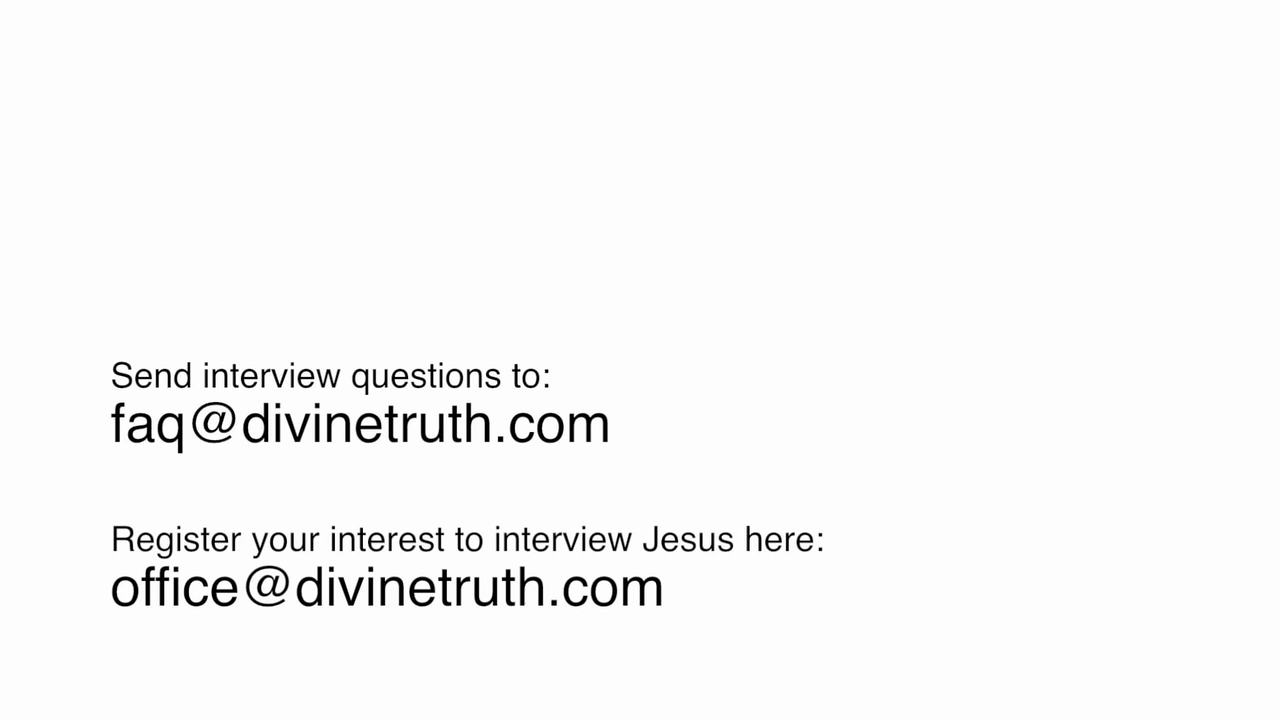 Send interview questions to:
faq@divinetruth.com
Register your interest to interview Jesus here:
office@divinetruth.com